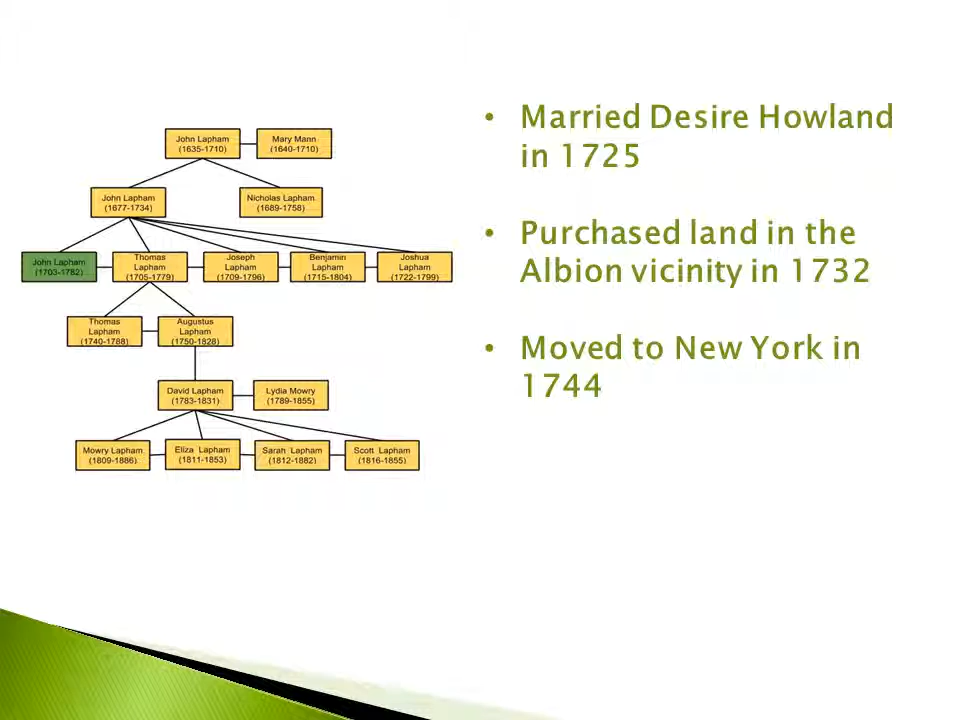 John Lapham
(1635-1710)
Mary Mann
(1640-1710)
John Lapham
(1677-1734)
Nicholas Lapham
(1689-1758)
John Lapham
(1703-1782)
Thomas
Lapham
(1705-1779)
Joseph
Lapham
(1709-1796)
Benjamin
Lapham
(1715-1804)
Joshua
Lapham
(1722-1799)
Thomas
Lapham
(1740-1788)
Augustus
Lapham
(1750-1828)
David Lapham
(1783-1831)
Lydia Mowry
(1789-1855)
Mowry Lapham
(1809-1886)
Eliza Lapham
(1811-1853)
Sarah Lapham
(1812-1882)
Scott Lapham
(1816-1855)
• Married Desire Howland
in 1725
• Purchased land in the
Albion vicinity in 1732
• Moved to New York in
1744